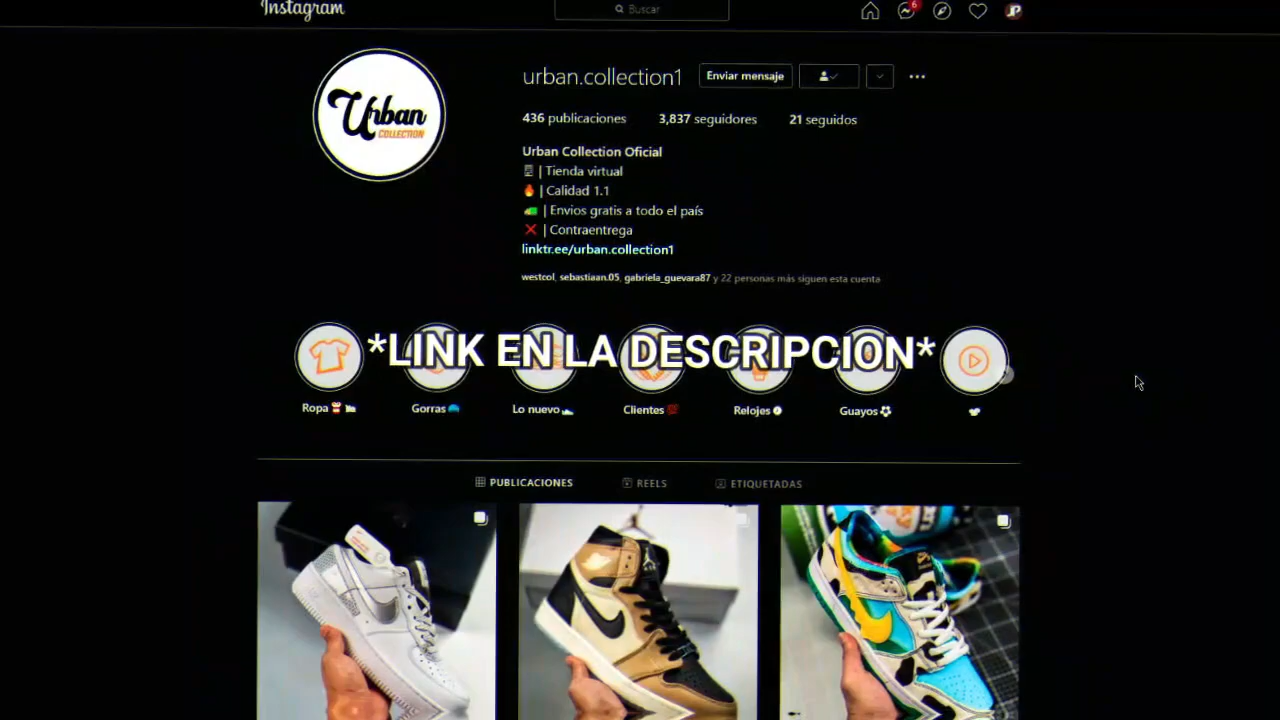 Instagram
Buscar
6
urban.collection1
Enviar mensaje
436 publicaciones 3,837 seguidores 21 seguidos
Urban
COLLECTION
Urban Collection Oficial
| Tienda virtual
| Calidad 1.1
| Envios gratis a todo el país
| Contraentrega
linktr.ee/urban.collection1
westcol, sebastiaan.05, gabriela_guevara87 y 22 personas más siguen esta cuenta
*LINK EN LA DESCRIPCION*
Ropa Gorras Lo nuevo Clientes Relojes Guayos
PUBLICACIONES REELS ETIQUETADAS